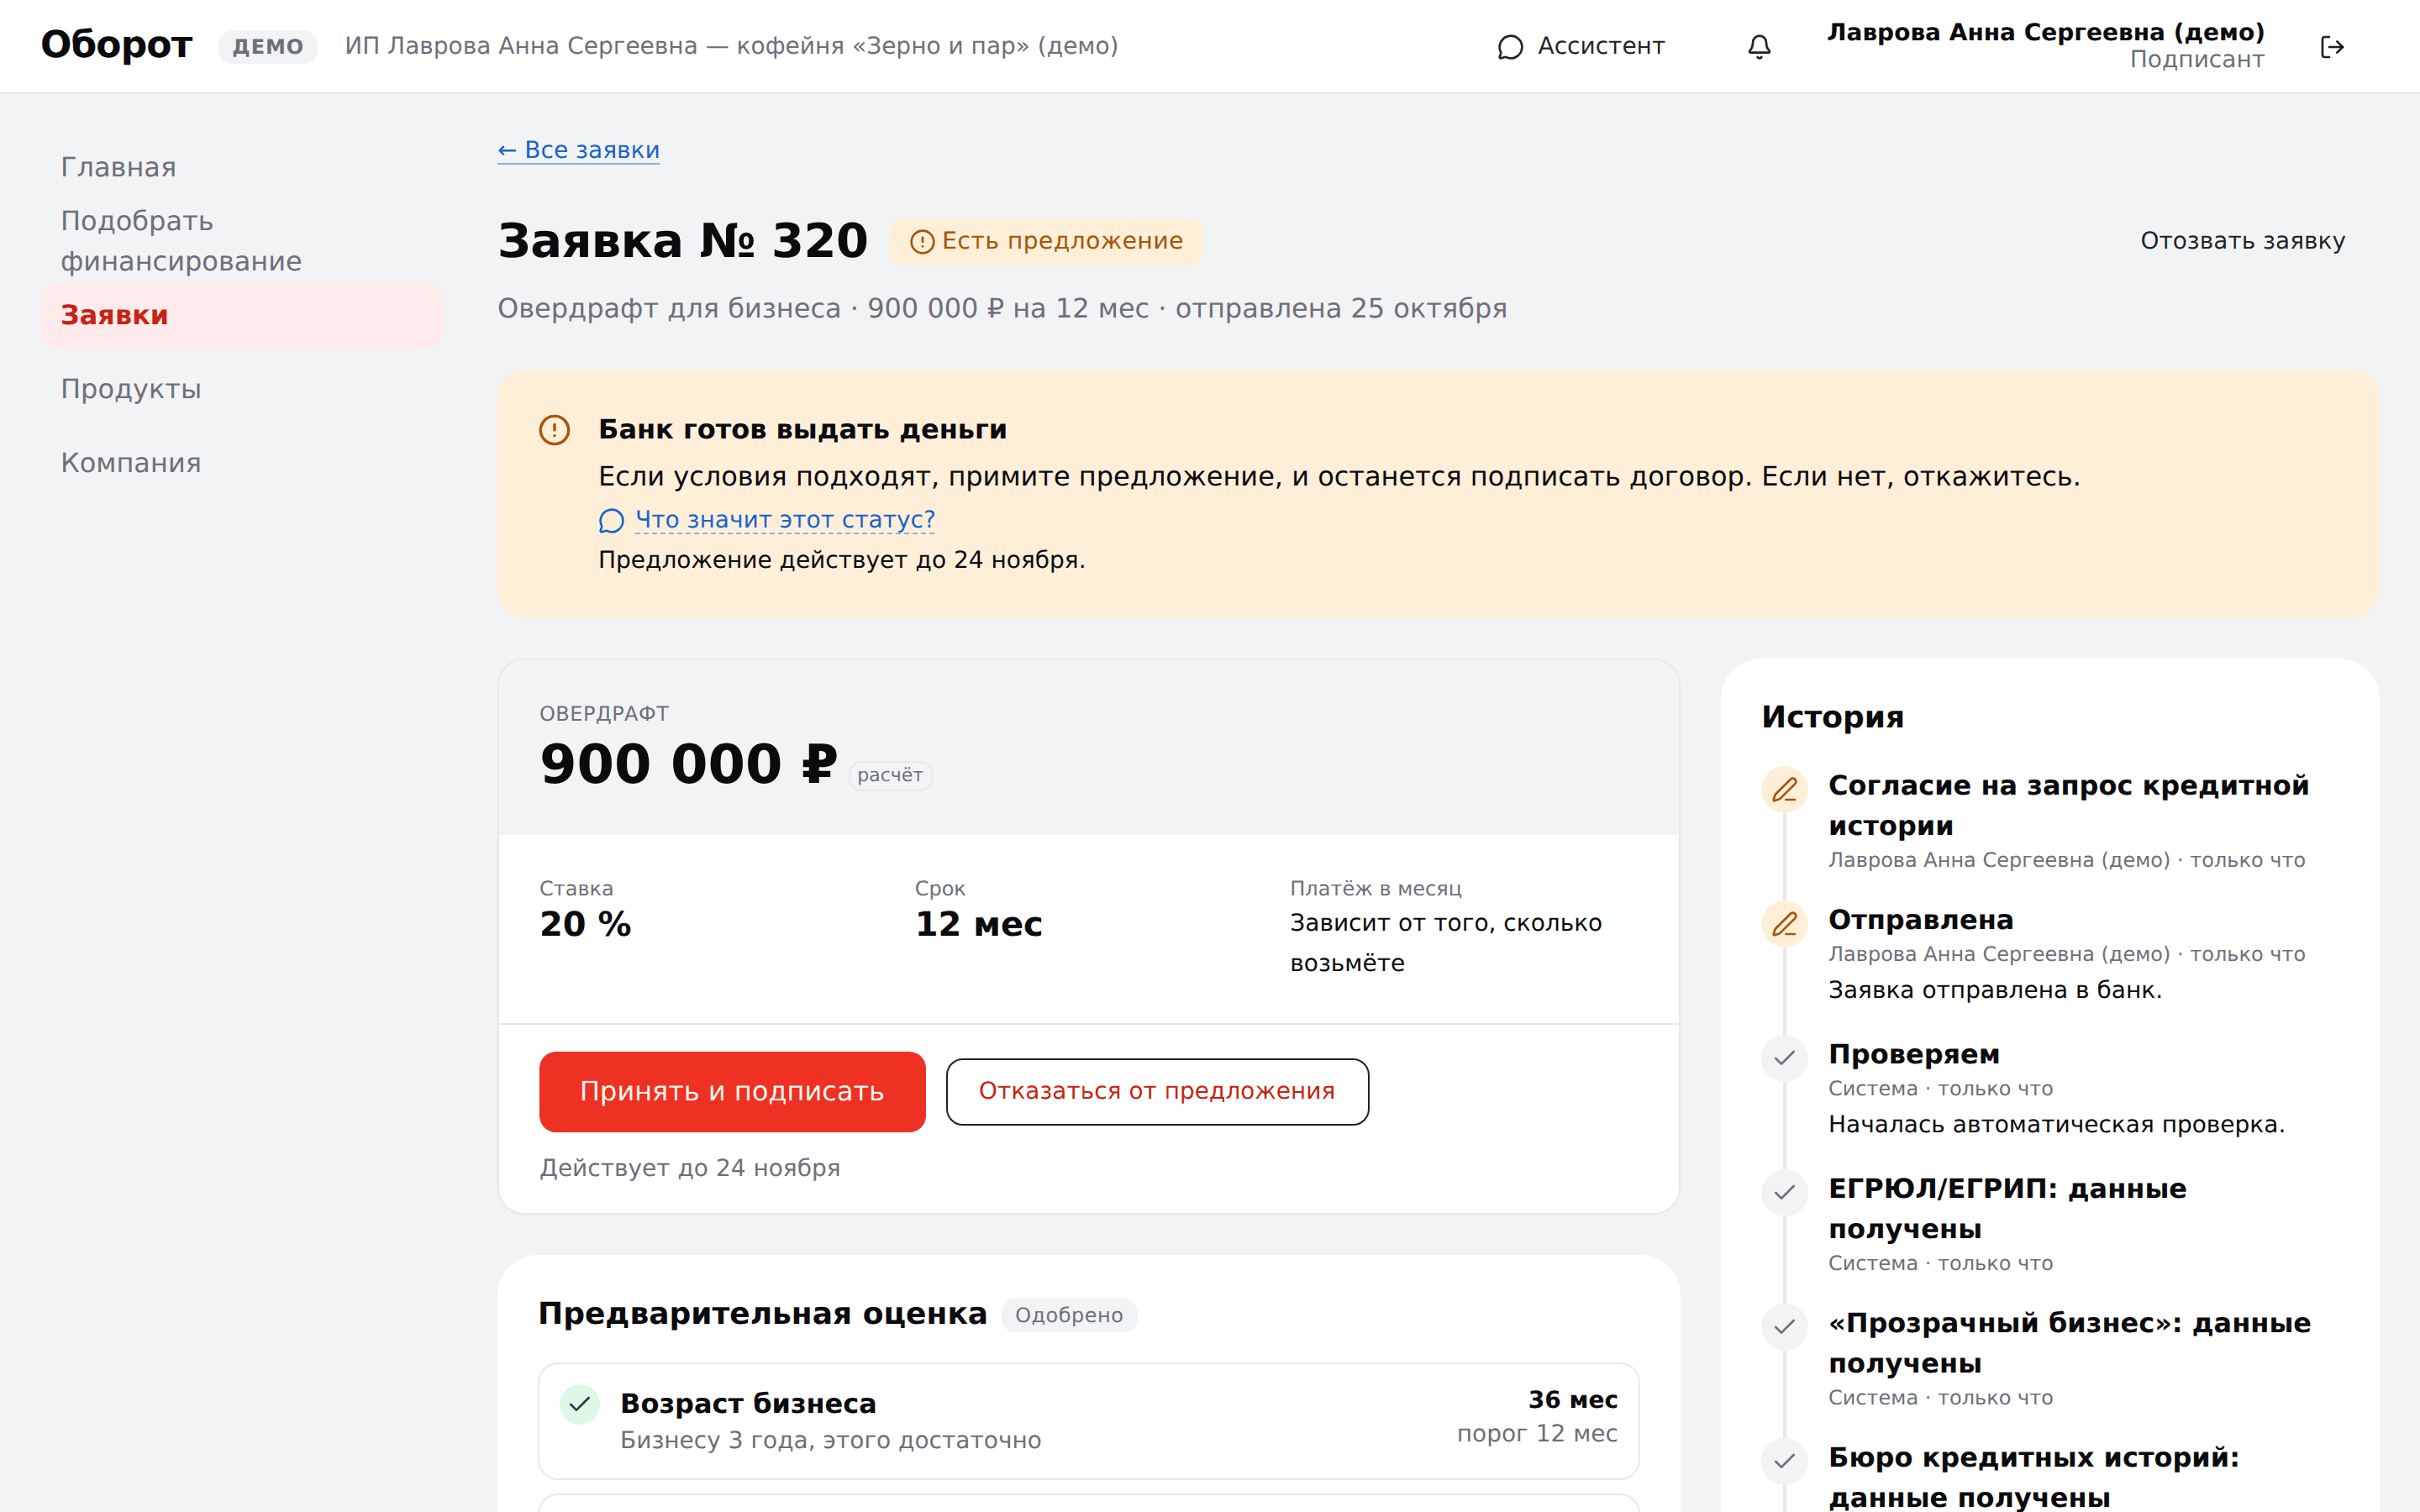 Оборот
ДЕМО
ИП Лаврова Анна Сергеевна — кофейня «Зерно и пар» (демо)
Ассистент
Лаврова Анна Сергеевна (демо)
Подписант
Главная
Подобрать
финансирование
Заявки
Продукты
Компания
← Все заявки
Заявка № 320
Есть предложение
Отозвать заявку
Овердрафт для бизнеса · 900 000 ₽ на 12 мес · отправлена 25 октября
Банк готов выдать деньги
Если условия подходят, примите предложение, и останется подписать договор. Если нет, откажитесь.
Что значит этот статус?
Предложение действует до 24 ноября.
ОВЕРДРАФТ
900 000 ₽ расчёт
Ставка
20 %
Срок
12 мес
Платёж в месяц
Зависит от того, сколько
возьмёте
Принять и подписать
Отказаться от предложения
Действует до 24 ноября
Предварительная оценка
Одобрено
Возраст бизнеса
Бизнесу 3 года, этого достаточно
36 мес
порог 12 мес
История
Согласие на запрос кредитной
истории
Лаврова Анна Сергеевна (демо) · только что
Отправлена
Лаврова Анна Сергеевна (демо) · только что
Заявка отправлена в банк.
Проверяем
Система · только что
Началась автоматическая проверка.
ЕГРЮЛ/ЕГРИП: данные
получены
Система · только что
«Прозрачный бизнес»: данные
получены
Система · только что
Бюро кредитных историй:
данные получены